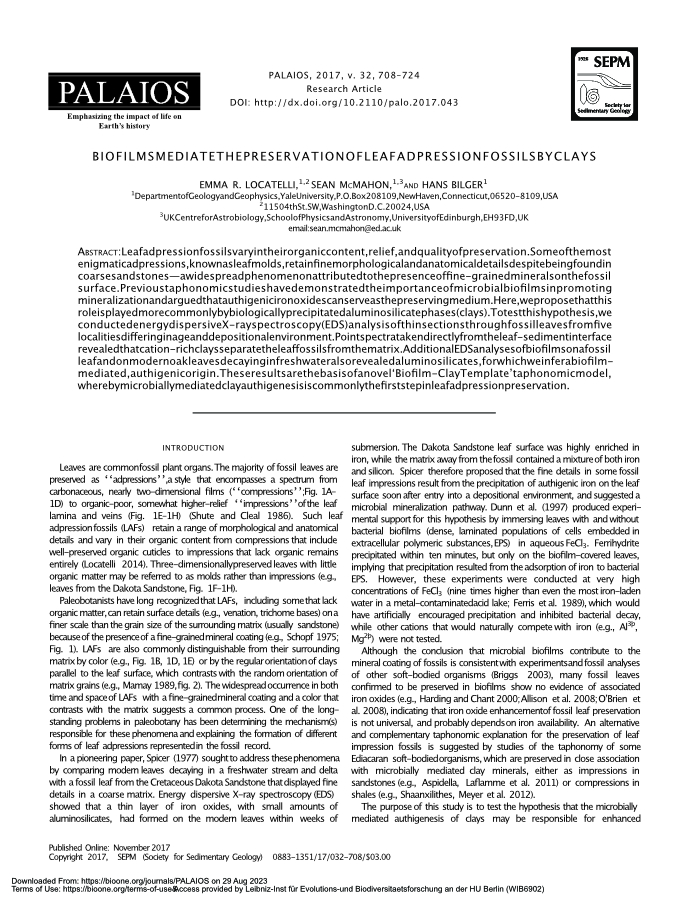 PALAIOS
Emphasizing the impact of life on
Earth's history
PALAIOS, 2017, v. 32, 708–724
Research Article
DOI: http://dx.doi.org/10.2110/palo.2017.043
1926 SEPM
Society for
Sedimentary Geology
BIOFILMSMEDIATETHEPRESERVATIONOFLEAFADPRESSIONFOSSILSBYCLAYS
EMMA R. LOCATELLI,1,2 SEAN McMAHON,1,3 AND HANS BILGER1
1DepartmentofGeologyandGeophysics,YaleUniversity,P.O.Box208109,NewHaven,Connecticut,06520–8109,USA
211504thSt.SW,WashingtonD.C.20024,USA
3UKCentreforAstrobiology,SchoolofPhysicsandAstronomy,UniversityofEdinburgh,EH93FD,UK
email:sean.mcmahon@ed.ac.uk
ABSTRACT:Leafadpressionfossilsvaryintheirorganiccontent,relief,andqualityofpreservation.Someofthemost
enigmaticadpressions,knownasleafmolds,retainfinemorphologicalandanatomicaldetailsdespitebeingfoundin
coarsesandstones—awidespreadphenomenonattributedtothepresenceoffine–grainedmineralsonthefossil
surface.Previoustaphonomicstudieshavedemonstratedtheimportanceofmicrobialbiofilmsinpromoting
mineralizationandarguedthatauthigenicironoxidescanserveasthepreservingmedium.Here,weproposethatthis
roleisplayedmorecommonlybybiologicallyprecipitatedaluminosilicatephases(clays).Totestthishypothesis,we
conductedenergydispersiveX–rayspectroscopy(EDS)analysisofthinsectionsthroughfossilleavesfromfive
localitiesdifferinginageanddepositionalenvironment.Pointspectratakendirectlyfromtheleaf–sedimentinterface
revealedthatcation–richclaysseparatetheleaffossilsfromthematrix.AdditionalEDSanalysesofbiofilmsonafossil
leafandonmodernoakleavesdecayinginfreshwateralsorevealedaluminosilicates,forwhichweinferabiofilm–
mediated,authigenicorigin.Theseresultsarethebasisofanovel'Biofilm–ClayTemplate'taphonomicmodel,
wherebymicrobiallymediatedclayauthigenesisiscommonlythefirststepinleafadpressionpreservation.
INTRODUCTION
Leaves are commonfossil plant organs. The majority of fossil leaves are
preserved as ''adpressions'',a style that encompasses a spectrum from
carbonaceous, nearly two–dimensional films (''compressions'';Fig. 1A–
1D) to organic–poor, somewhat higher–relief ''impressions''of the leaf
lamina and veins (Fig. 1E–1H) (Shute and Cleal 1986). Such leaf
adpression fossils (LAFs) retain a range of morphological and anatomical
details and vary in their organic content from compressions that include
well–preserved organic cuticles to impressions that lack organic remains
entirely (Locatelli 2014). Three–dimensionallypreserved leaves with little
organic matter may be referred to as molds rather than impressions (e.g.,
leaves from the Dakota Sandstone, Fig. 1F–1H).
Paleobotanists have long recognized that LAFs, including some that lack
organic matter, can retain surface details (e.g., venation, trichome bases) on a
finer scale than the grain size of the surrounding matrix (usually sandstone)
because of the presence of a fine–grained mineral coating (e.g., Schopf 1975;
Fig. 1). LAFs are also commonly distinguishable from their surrounding
matrix by color (e.g., Fig. 1B, 1D, 1E) or by the regular orientation of clays
parallel to the leaf surface, which contrasts with the random orientation of
matrix grains (e.g., Mamay 1989, fig. 2). The widespread occurrence in both
time and space of LAFs with a fine–grained mineral coating and a color that
contrasts with the matrix suggests a common process. One of the long–
standing problems in paleobotany has been determining the mechanism(s)
responsible for these phenomena and explaining the formation of different
forms of leaf adpressions represented in the fossil record.
In a pioneering paper, Spicer (1977) sought to address these phenomena
by comparing modern leaves decaying in a freshwater stream and delta
with a fossil leaf from the Cretaceous Dakota Sandstone that displayed fine
details in a coarse matrix. Energy dispersive X–ray spectroscopy (EDS)
showed that a thin layer of iron oxides, with small amounts of
aluminosilicates, had formed on the modern leaves within weeks of
submersion. The Dakota Sandstone leaf surface was highly enriched in
iron, while the matrix away from the fossil contained a mixture of both iron
and silicon. Spicer therefore proposed that the fine details in some fossil
leaf impressions result from the precipitation of authigenic iron on the leaf
surface soon after entry into a depositional environment, and suggested a
microbial mineralization pathway. Dunn et al. (1997) produced experi–
mental support for this hypothesis by immersing leaves with and without
bacterial biofilms (dense, laminated populations of cells embedded in
extracellular polymeric substances, EPS) in aqueous FeCl3. Ferrihydrite
precipitated within ten minutes, but only on the biofilm–covered leaves,
implying that precipitation resulted from the adsorption of iron to bacterial
EPS. However, these experiments were conducted at very high
concentrations of FeCl3 (nine times higher than even the most iron–laden
water in a metal–contaminated acid lake; Ferris et al. 1989), which would
have artificially encouraged precipitation and inhibited bacterial decay,
while other cations that would naturally compete with iron (e.g., Al3þ,
Mg2þ) were not tested.
Although the conclusion that microbial biofilms contribute to the
mineral coating of fossils is consistent with experiments and fossil analyses
of other soft–bodied organisms (Briggs 2003), many fossil leaves
confirmed to be preserved in biofilms show no evidence of associated
iron oxides (e.g., Harding and Chant 2000; Allison et al. 2008; O'Brien et
al. 2008), indicating that iron oxide enhancement of fossil leaf preservation
is not universal, and probably depends on iron availability. An alternative
and complementary taphonomic explanation for the preservation of leaf
impression fossils is suggested by studies of the taphonomy of some
Ediacaran soft–bodied organisms, which are preserved in close association
with microbially mediated clay minerals, either as impressions in
sandstones (e.g., Aspidella, Laflamme et al. 2011) or compressions in
shales (e.g., Shaanxilithes, Meyer et al. 2012).
The purpose of this study is to test the hypothesis that the microbially
mediated authigenesis of clays may be responsible for enhanced
Published Online: November 2017
Copyright 2017, SEPM (Society for Sedimentary Geology) 0883–1351/17/032–708/$03.00
Downloaded From: https://bioone.org/journals/PALAIOS on 29 Aug 2023
Terms of Use: https://bioone.org/terms-of-use Access provided by Leibniz-Inst für Evolutions-und Biodiversitaetsforschung an der HU Berlin (WIB6902)